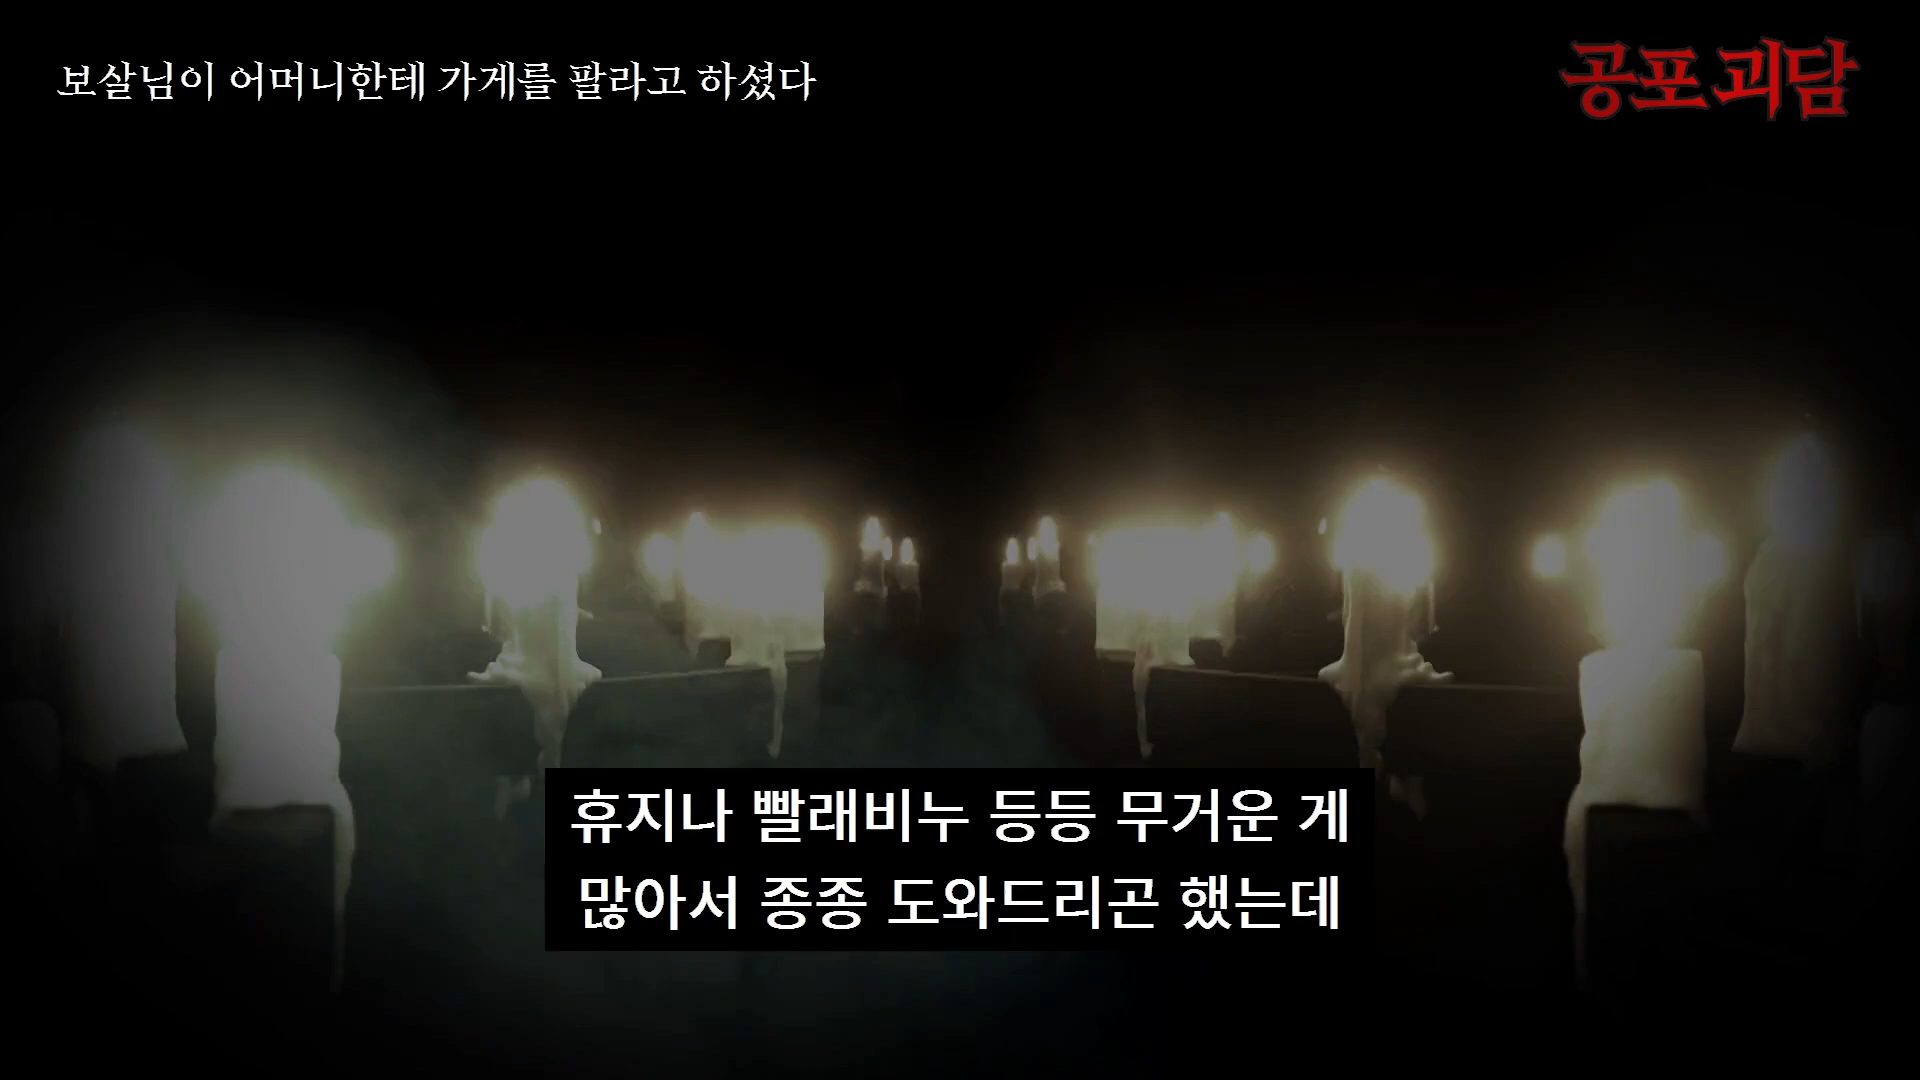 보살님이 어머니한테 가게를 팔라고 하셨다
공포 괴담
휴지나 빨래비누 등등 무거운 게
많아서 종종 도와드리곤 했는데